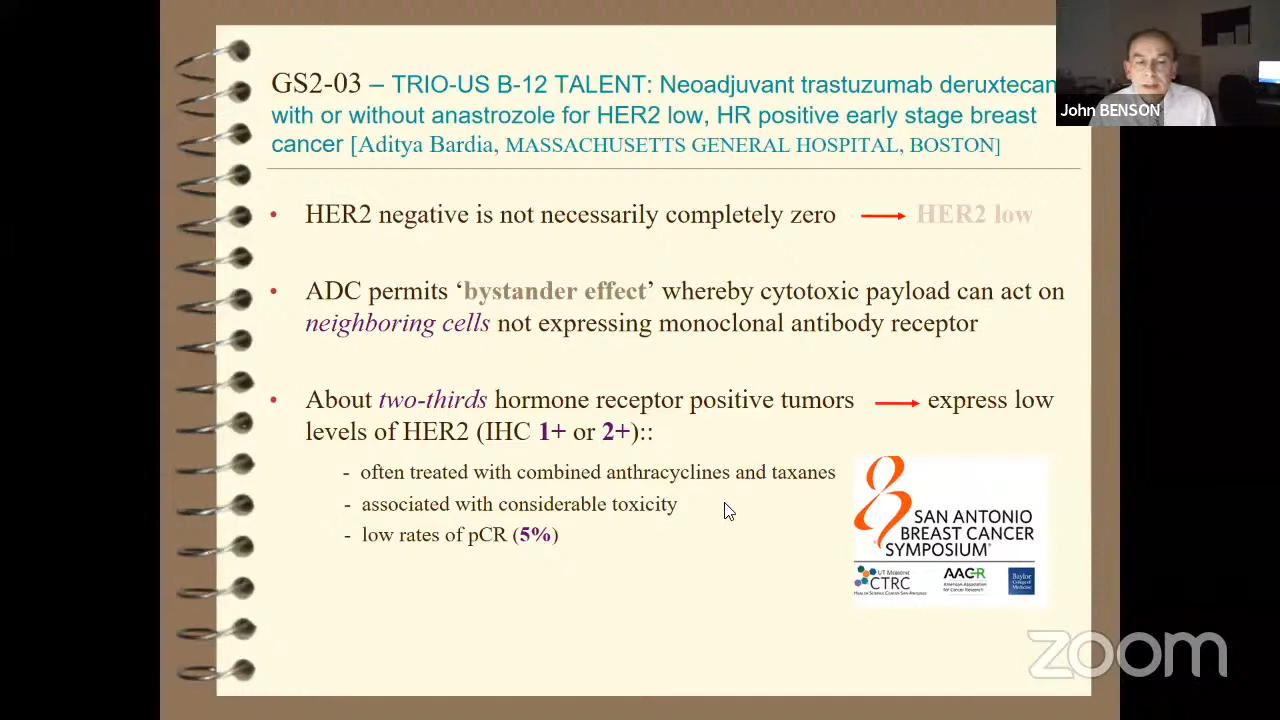 GS2-03 – TRIO-US B-12 TALENT: Neoadjuvant trastuzumab deruxtecan
with or without anastrozole for HER2 low, HR positive early stage breast
cancer [Aditya Bardia, MASSACHUSETTS GENERAL HOSPITAL, BOSTON]
John BENSON
• HER2 negative is not necessarily completely zero → HER2 low
• ADC permits ‘bystander effect’ whereby cytotoxic payload can act on
neighboring cells not expressing monoclonal antibody receptor
• About two-thirds hormone receptor positive tumors → express low
levels of HER2 (IHC 1+ or 2+)::
- often treated with combined anthracyclines and taxanes
- associated with considerable toxicity
- low rates of pCR (5%)
SAN ANTONIO
BREAST CANCER
SYMPOSIUM®
UT MEDICINE
CTRC
HEALTH SCIENCE CENTER SAN ANTONIO
AACR
American Association
for Cancer Research
Baylor
College of
Medicine
zoom